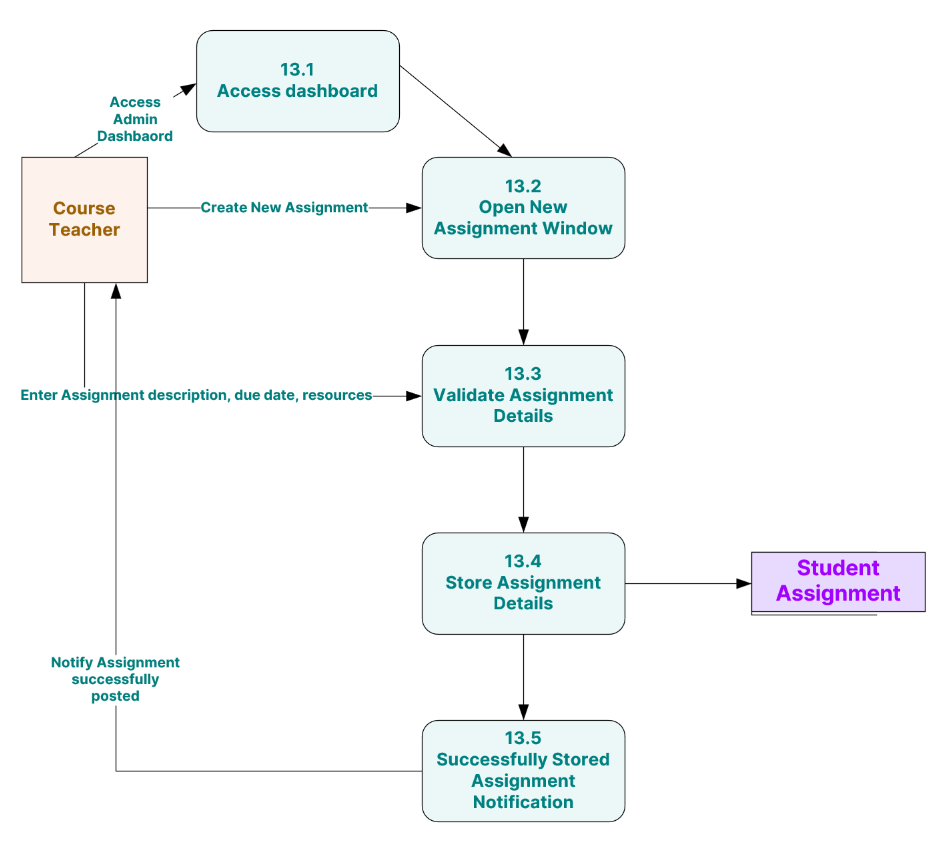 13.1
Access dashboard
Access
Admin
Dashbaord
Course
Teacher
Create New Assignment
13.2
Open New
Assignment Window
Enter Assignment description, due date, resources
13.3
Validate Assignment
Details
13.4
Store Assignment
Details
Student
Assignment
Notify Assignment
successfully
posted
13.5
Successfully Stored
Assignment
Notification